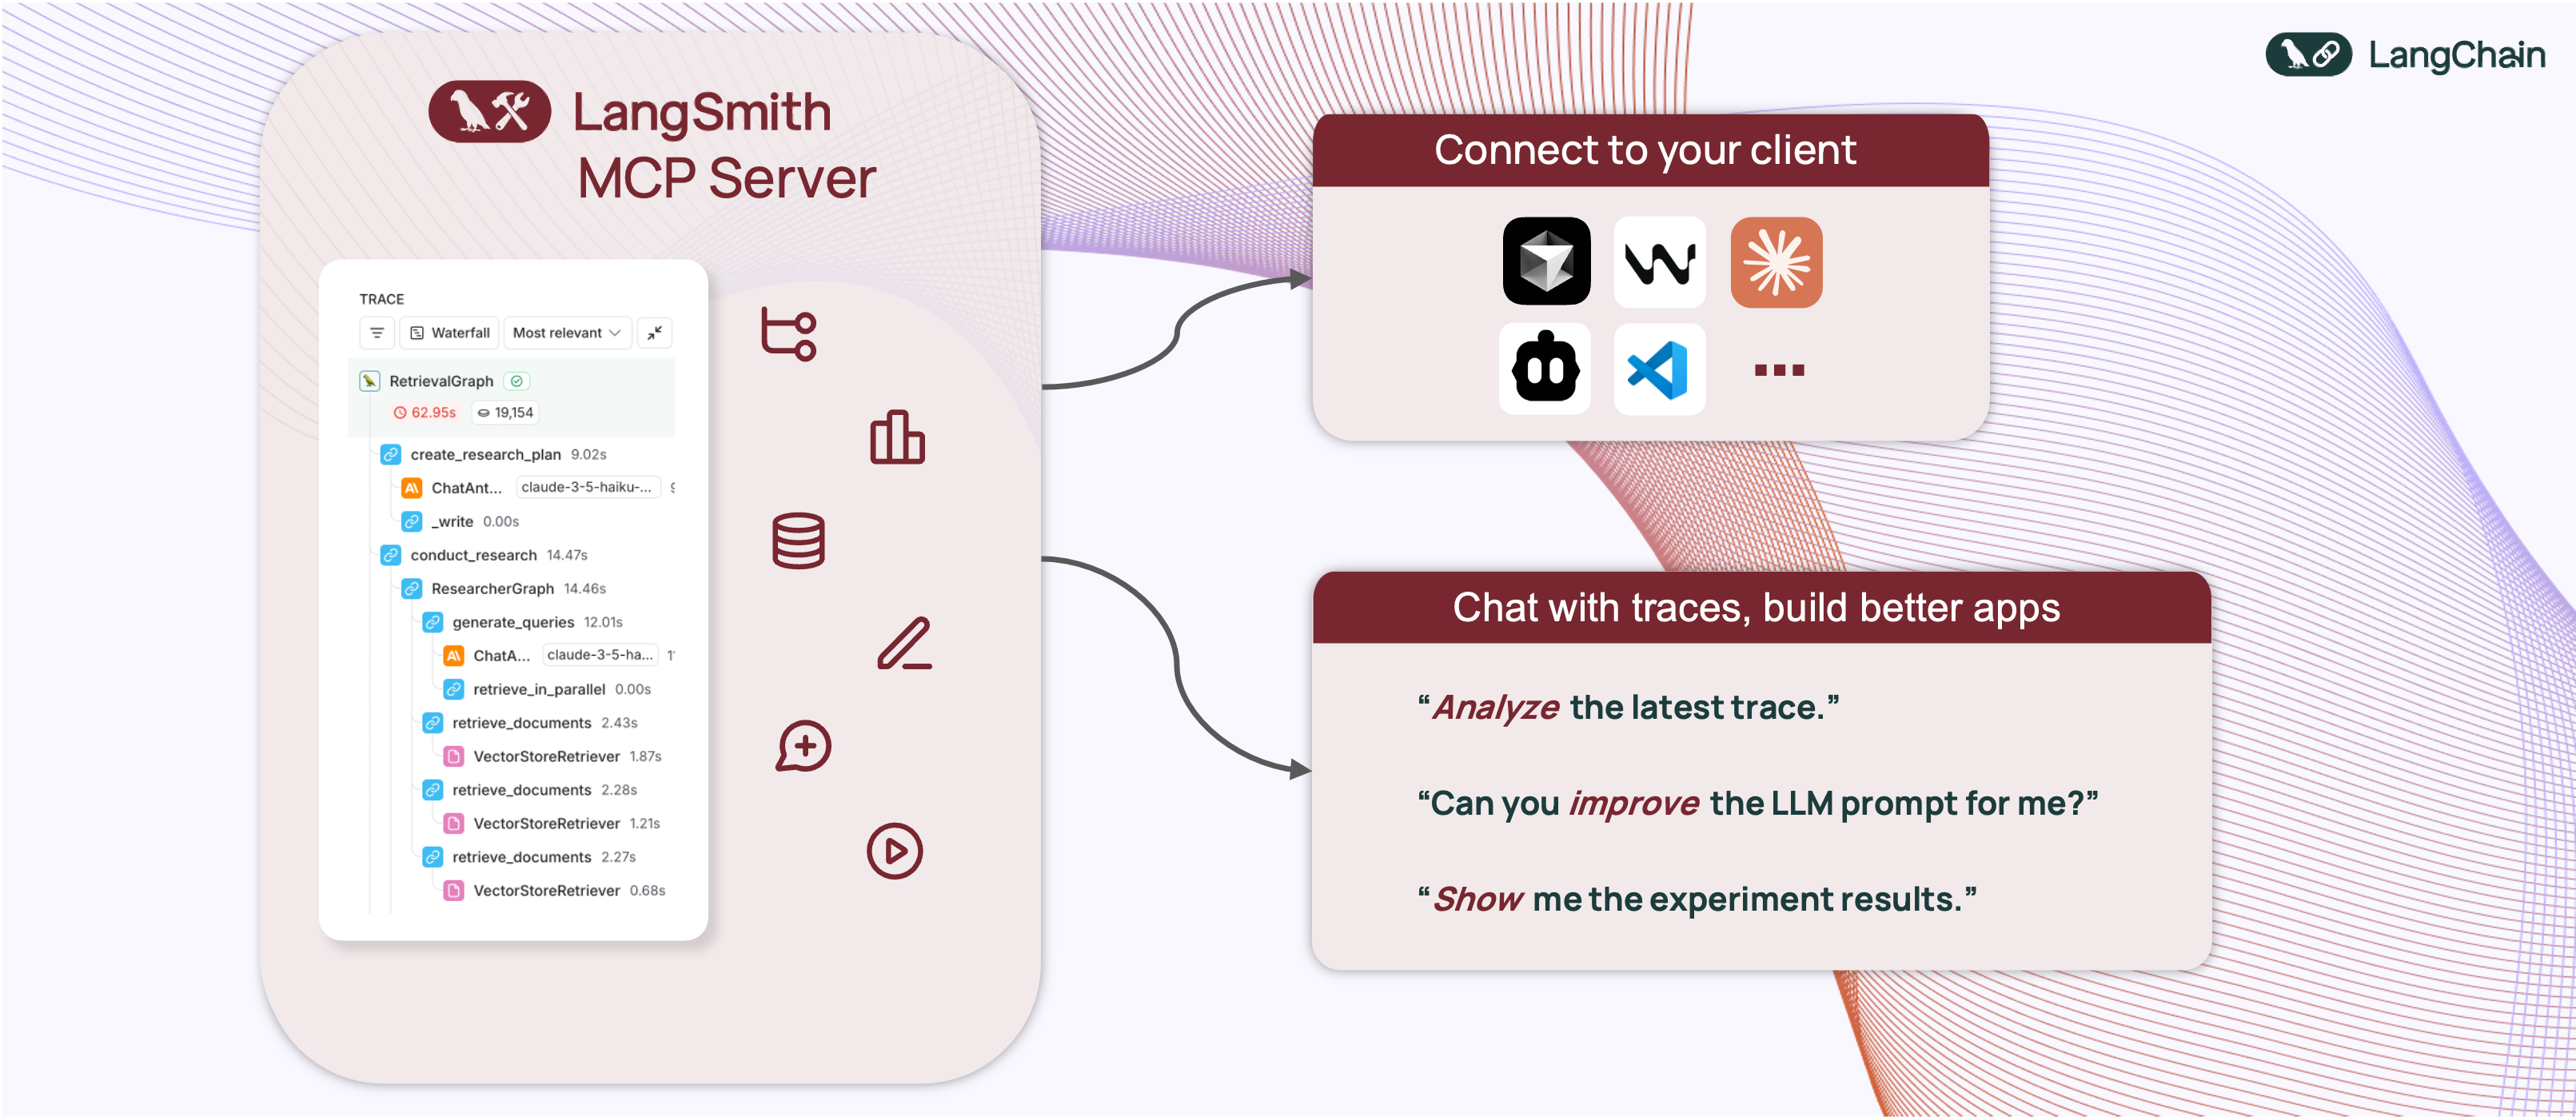 LangChain
LangSmith
MCP Server
TRACE
Waterfall
Most relevant
RetrievalGraph
62.95s 19,154
create_research_plan 9.02s
ChatAnt... claude-3-5-haiku-...
_write 0.00s
conduct_research 14.47s
ResearcherGraph 14.46s
generate_queries 12.01s
ChatA... claude-3-5-ha...
retrieve_in_parallel 0.00s
retrieve_documents 2.43s
VectorStoreRetriever 1.87s
retrieve_documents 2.28s
VectorStoreRetriever 1.21s
retrieve_documents 2.27s
VectorStoreRetriever 0.68s
Connect to your client
Chat with traces, build better apps
“Analyze the latest trace.”
“Can you improve the LLM prompt for me?”
“Show me the experiment results.”